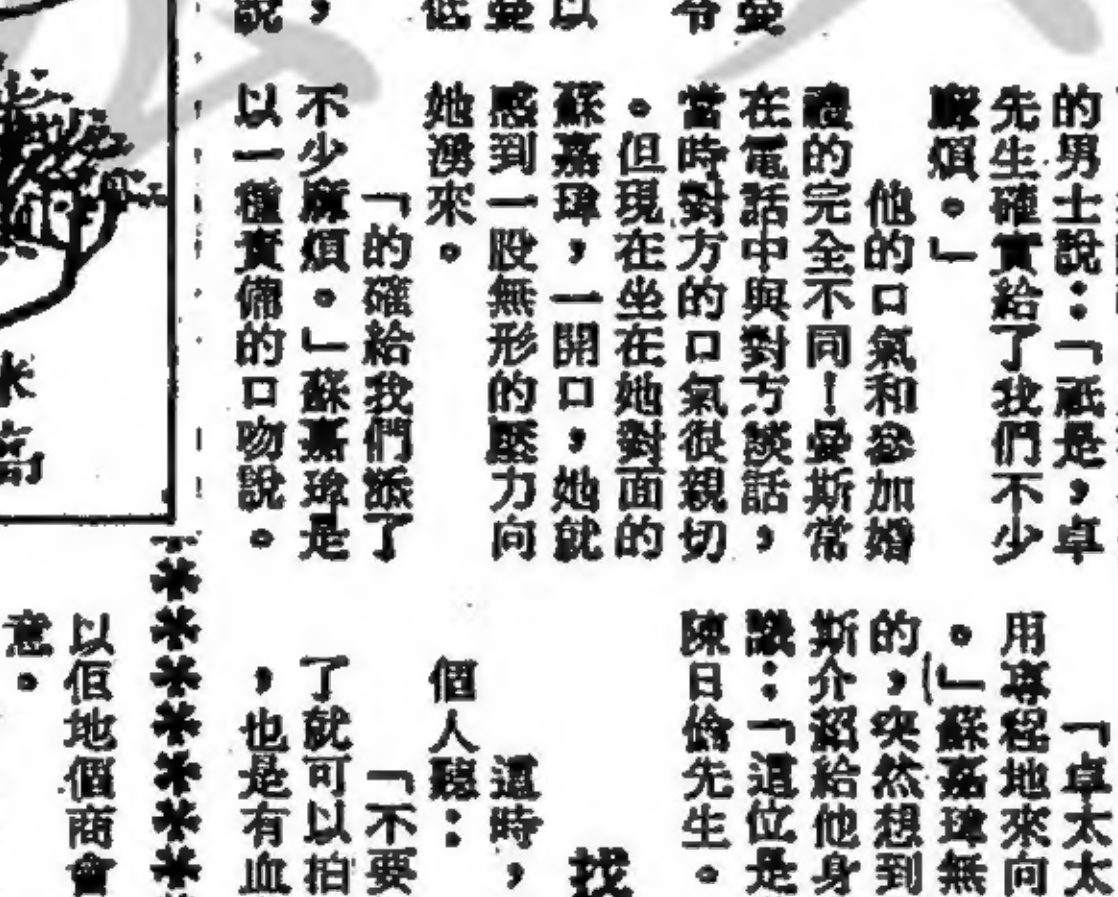 的男士說：「祇是，卓
先生確實給了我們不少
麻煩。」
他的口氣和參加婚
禮的完全不同！曼斯常
在電話中與對方談話，
當時對方的口氣很親切
。但現在坐在她對面的
蘇嘉瑋，一開口，她就
感到一股無形的壓力向
她湧來。
「的確給我們添了
不少麻煩。」蘇嘉瑋是
以一種責備的口吻說。
「卓太太
用專程地來向
。」蘇嘉瑋無
的，突然想到
斯介紹給他身
識：「這位是
陳日倫先生。
找
這時，
個人聽：
「不要
了就可以拍
，也是有血
以佢地個商會
意。